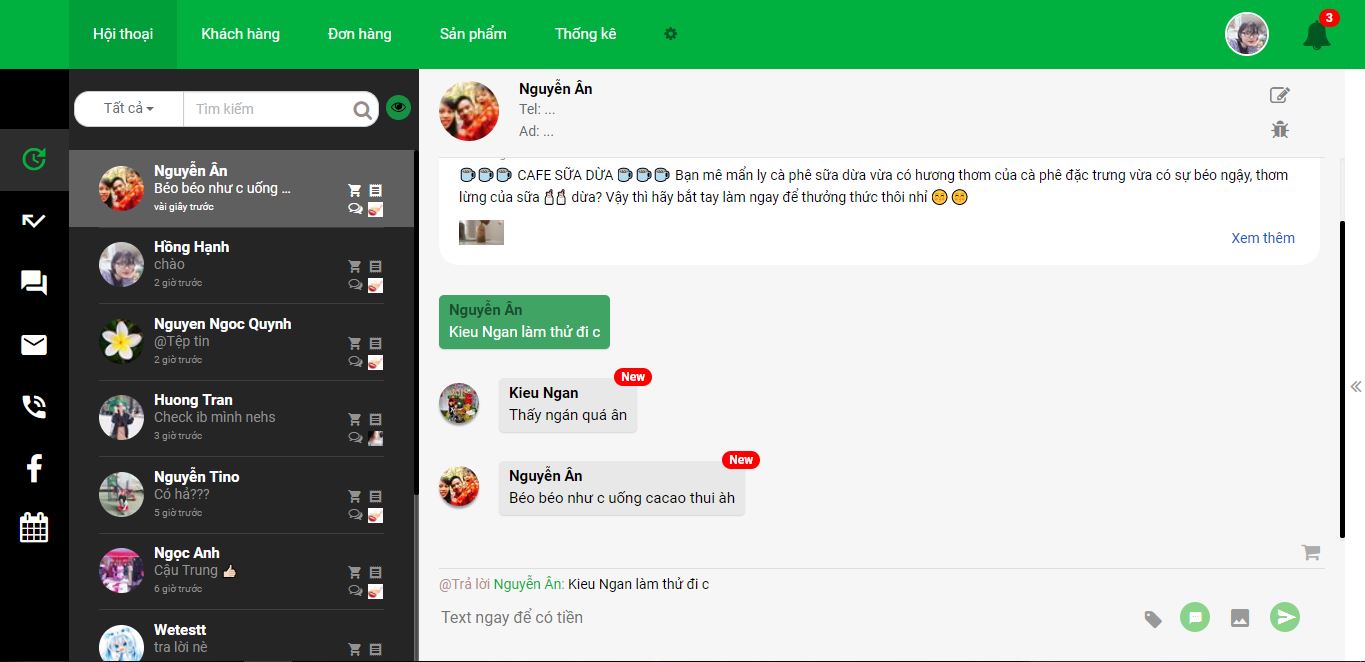 Hội thoại
Khách hàng
Đơn hàng
Sản phẩm
Thống kê
3
Tất cả
Tìm kiếm
Nguyễn Ân
Béo béo như c uống ...
vài giây trước
Hồng Hạnh
chào
2 giờ trước
Nguyen Ngoc Quynh
@Tệp tin
2 giờ trước
Huong Tran
Check ib mình nehs
3 giờ trước
Nguyễn Tino
Có hả???
5 giờ trước
Ngọc Anh
Cậu Trung 👍🏻
6 giờ trước
Wetestt
tra lời nè
Nguyễn Ân
Tel: ...
Ad: ...
☕☕☕ CAFE SỮA DỪA ☕☕☕ Bạn mê mẩn ly cà phê sữa dừa vừa có hương thơm của cà phê đặc trưng vừa có sự béo ngậy, thơm
lừng của sữa 🍼🍼 dừa? Vậy thì hãy bắt tay làm ngay để thưởng thức thôi nhỉ 😁 😁
Xem thêm
Nguyễn Ân
Kieu Ngan làm thử đi c
New
Kieu Ngan
Thấy ngán quá ân
New
Nguyễn Ân
Béo béo như c uống cacao thui àh
@Trả lời Nguyễn Ân: Kieu Ngan làm thử đi c
Text ngay để có tiền